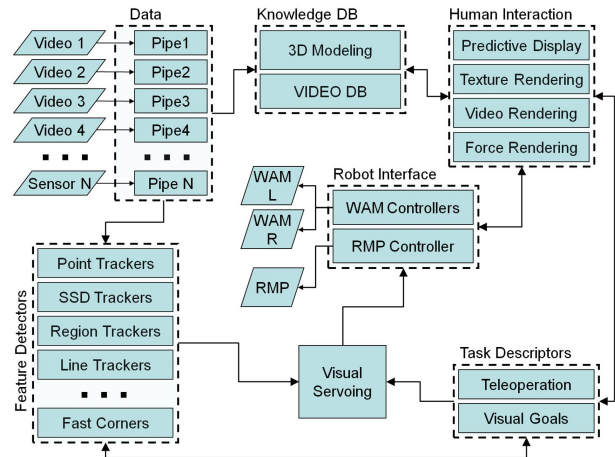 Data
Knowledge DB
Human Interaction
Video 1
Pipe1
Video 2
Pipe2
Video 3
Pipe3
Video 4
Pipe4
Sensor N
Pipe N
3D Modeling
VIDEO DB
Predictive Display
Texture Rendering
Video Rendering
Force Rendering
Robot Interface
WAM
L
WAM
R
RMP
WAM Controllers
RMP Controller
Feature Detectors
Point Trackers
SSD Trackers
Region Trackers
Line Trackers
Fast Corners
Visual
Servoing
Task Descriptors
Teleoperation
Visual Goals